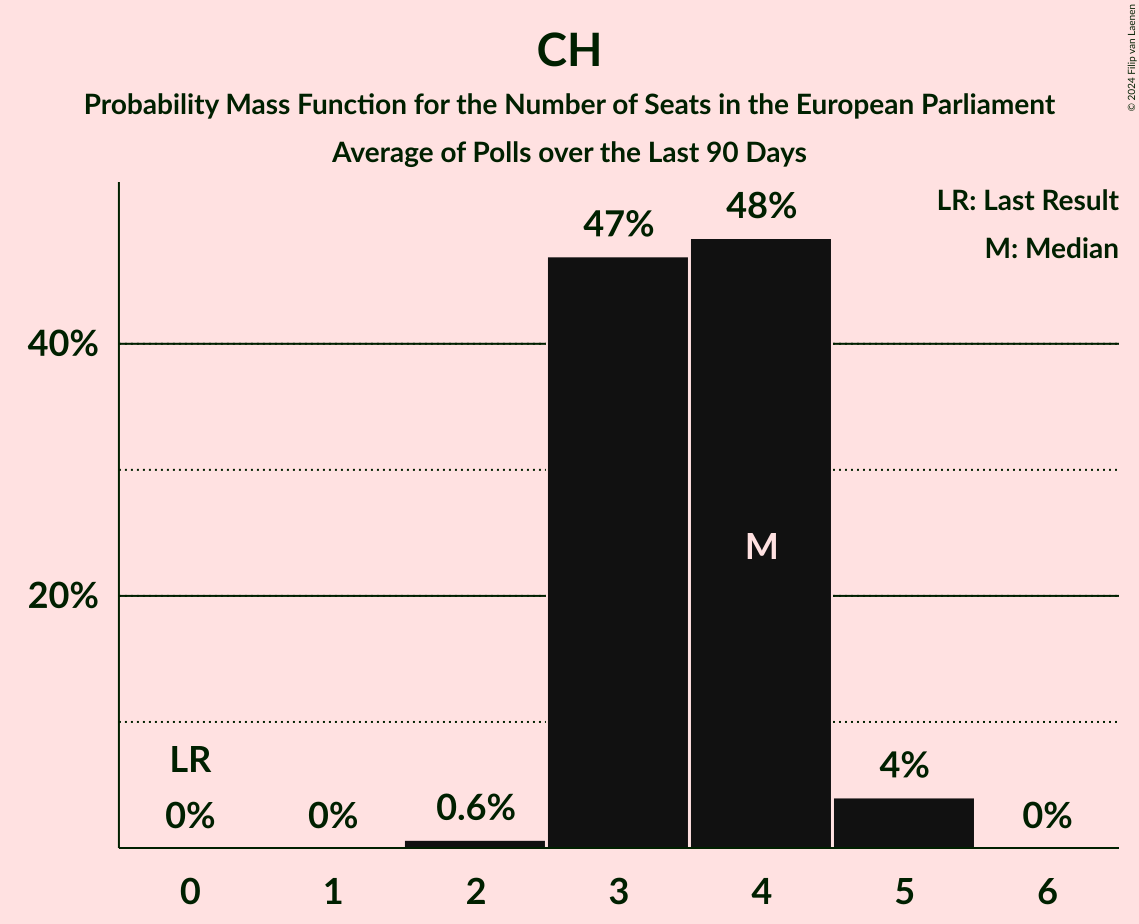 CH
Probability Mass Function for the Number of Seats in the European Parliament
Average of Polls over the Last 90 Days
© 2024 Filip van Laenen
LR: Last Result
M: Median
48%
47%
40%
M
20%
LR
4%
0%
0%
0.6%
0%
0
1
2
3
4
5
6